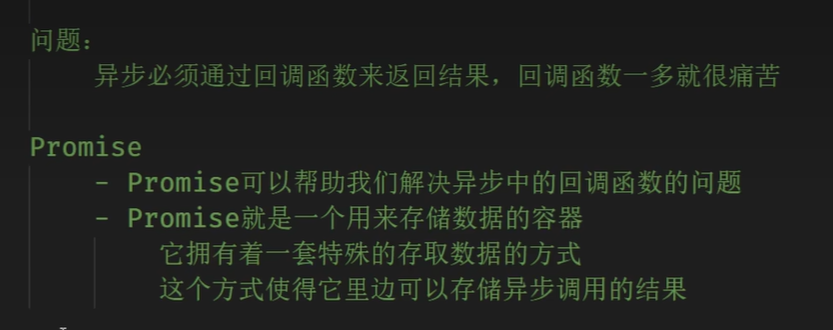 问题：
异步必须通过回调函数来返回结果，回调函数一多就很痛苦
Promise
- Promise可以帮助我们解决异步中的回调函数的问题
- Promise就是一个用来存储数据的容器
它拥有着一套特殊的存取数据的方式
这个方式使得它里边可以存储异步调用的结果